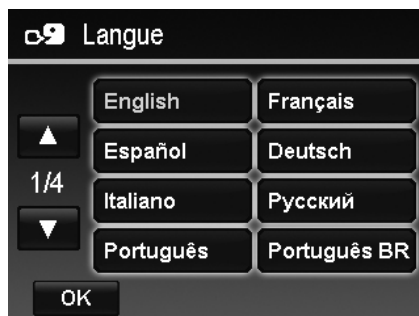 Langue
English Français
Español Deutsch
1/4
Italiano Русский
Português Português BR
OK